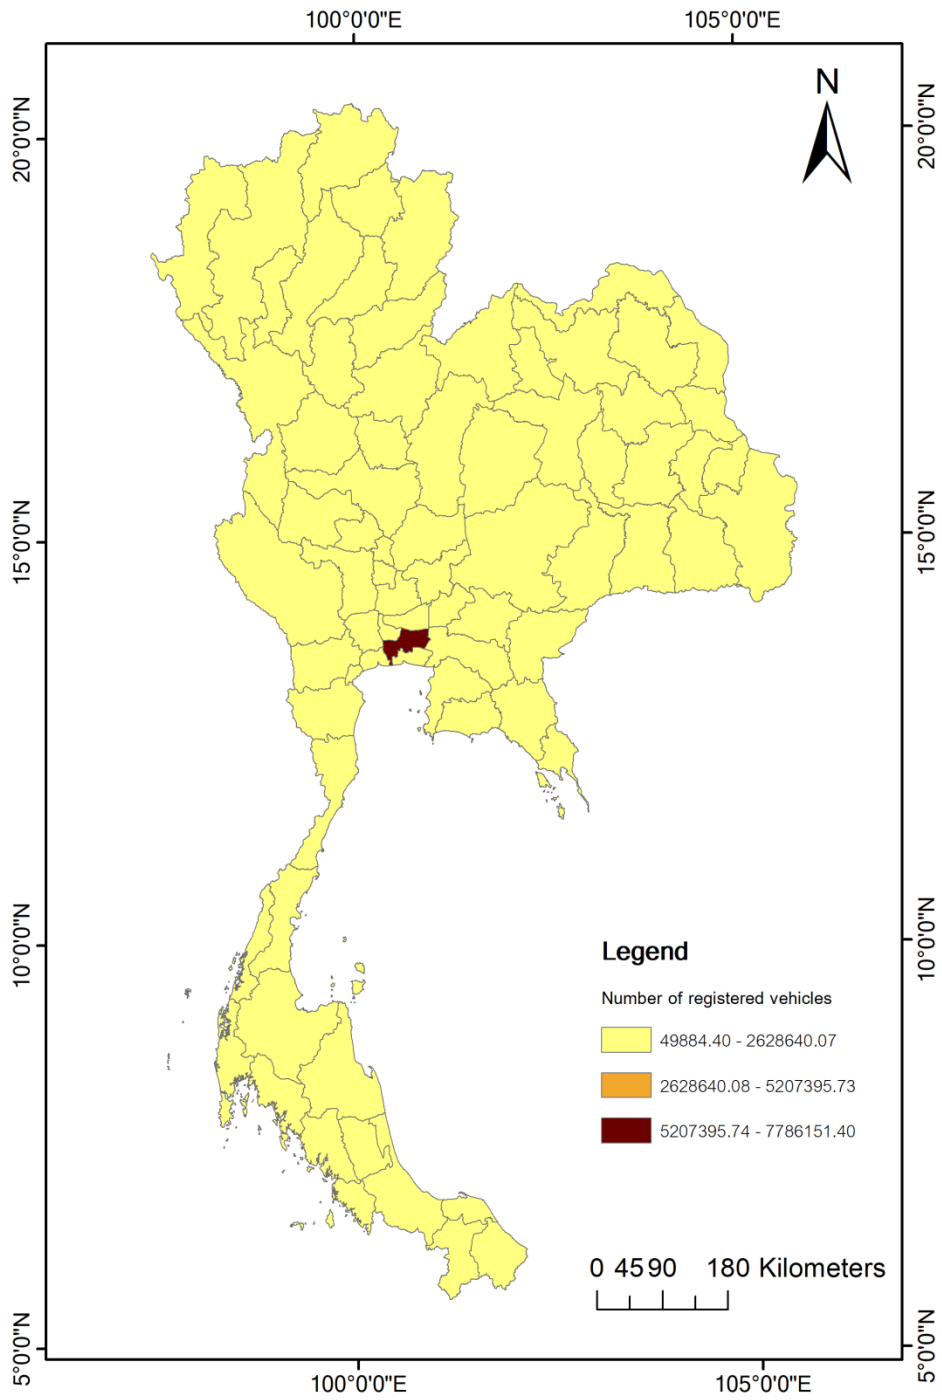 100°0'0"E 105°0'0"E
N
20°0'0"N 20°0'0"N
15°0'0"N 15°0'0"N
10°0'0"N 10°0'0"N
Legend
Number of registered vehicles
49884.40 - 2628640.07
2628640.08 - 5207395.73
5207395.74 - 7786151.40
0 45 90 180 Kilometers
5°0'0"N 5°0'0"N
100°0'0"E 105°0'0"E